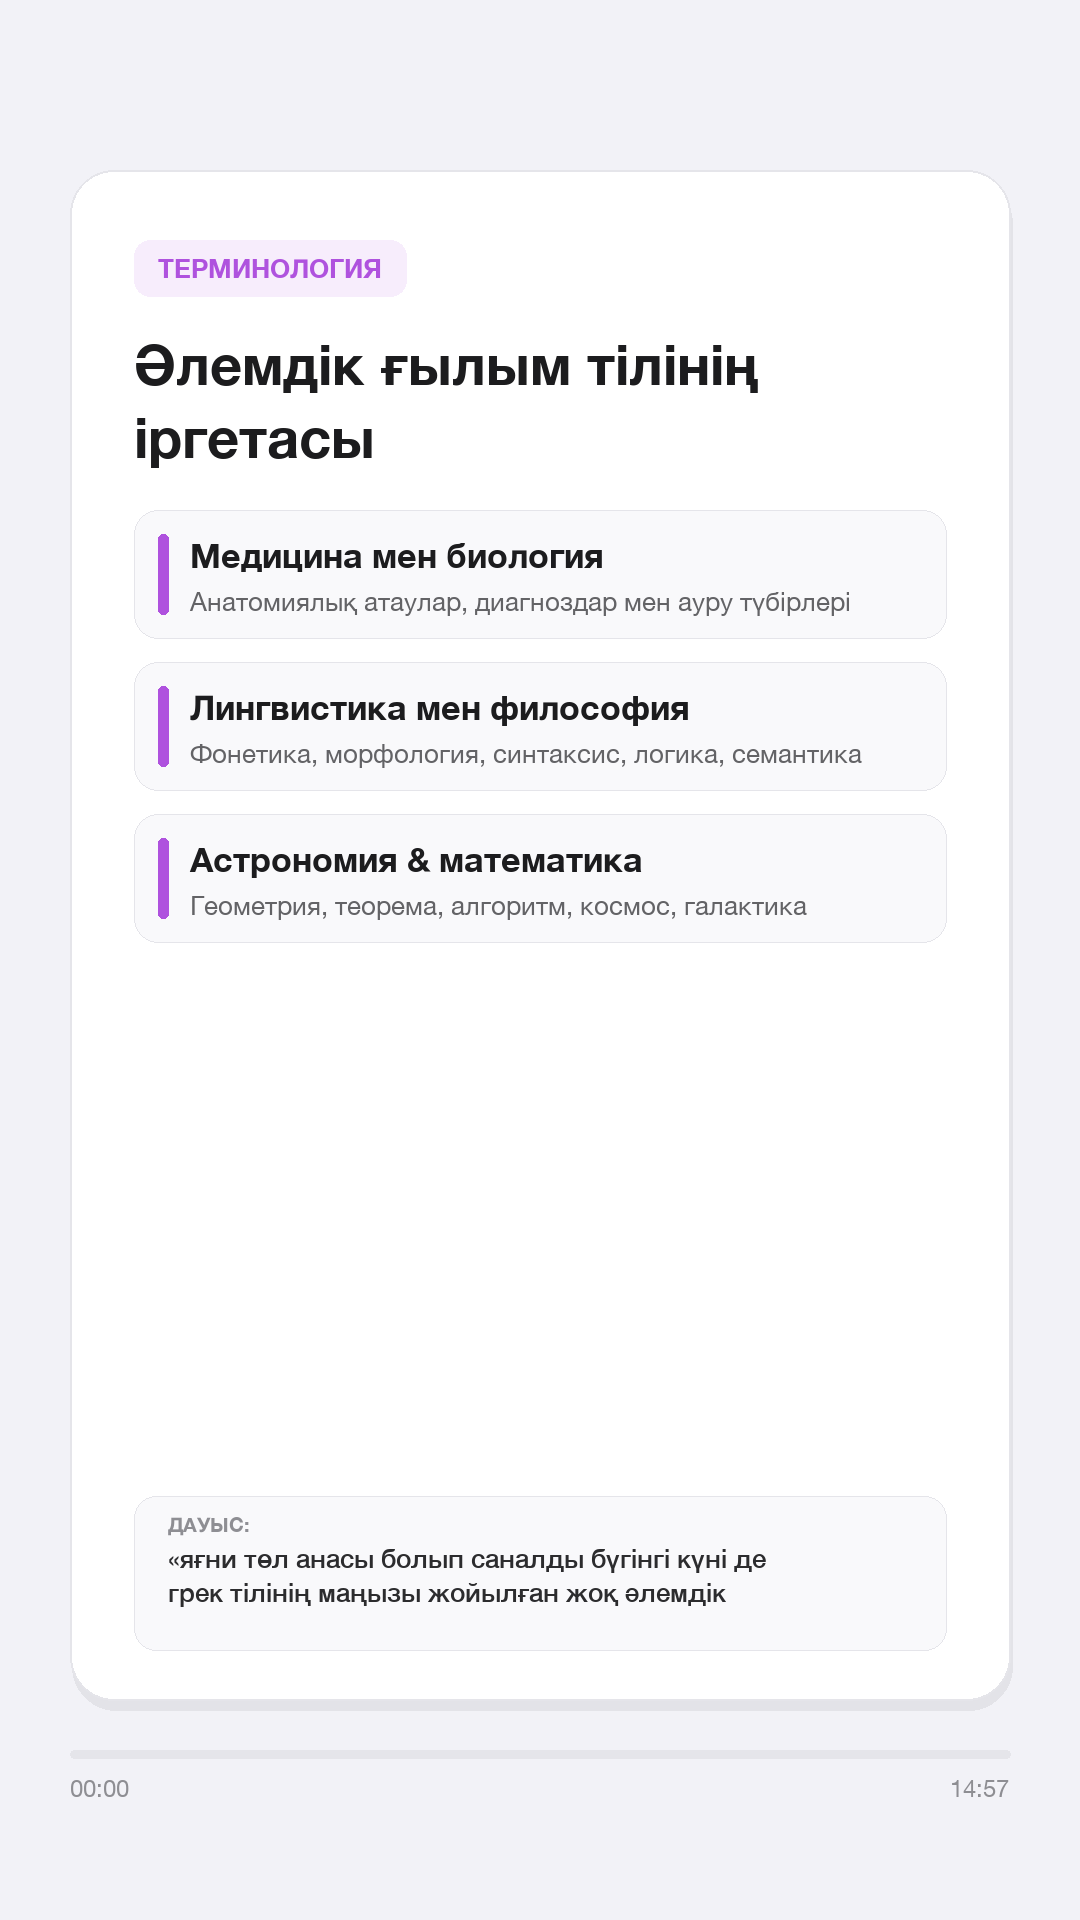 ТЕРМИНОЛОГИЯ
Әлемдік ғылым тілінің
іргетасы
Медицина мен биология
Анатомиялық атаулар, диагноздар мен ауру түбірлері
Лингвистика мен философия
Фонетика, морфология, синтаксис, логика, семантика
Астрономия & математика
Геометрия, теорема, алгоритм, космос, галактика
ДАУЫС:
«яғни төл анасы болып саналды бүгінгі күні де
грек тілінің маңызы жойылған жоқ әлемдік
00:00
14:57